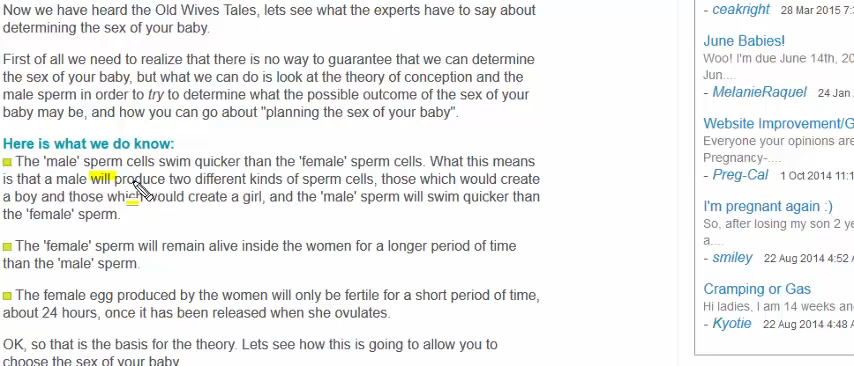 Now we have heard the Old Wives Tales, lets see what the experts have to say about
determining the sex of your baby.
First of all we need to realize that there is no way to guarantee that we can determine
the sex of your baby, but what we can do is look at the theory of conception and the
male sperm in order to try to determine what the possible outcome of the sex of your
baby may be, and how you can go about "planning the sex of your baby".
Here is what we do know:
The 'male' sperm cells swim quicker than the 'female' sperm cells. What this means
is that a male will produce two different kinds of sperm cells, those which would create
a boy and those which would create a girl, and the 'male' sperm will swim quicker than
the 'female' sperm.
The 'female' sperm will remain alive inside the women for a longer period of time
than the 'male' sperm.
The female egg produced by the women will only be fertile for a short period of time,
about 24 hours, once it has been released when she ovulates.
OK, so that is the basis for the theory. Lets see how this is going to allow you to
choose the sex of your baby
- ceakright 28 Mar 2015 7:
June Babies!
Woo! I'm due June 14th, 20
Jun....
- MelanieRaquel 24 Jan
Website Improvement/G
Everyone your opinions are
Pregnancy-....
- Preg-Cal 1 Oct 2014 11:1
I'm pregnant again :)
So, after losing my son 2 ye
a....
- smiley 22 Aug 2014 4:52
Cramping or Gas
Hi ladies, I am 14 weeks an
- Kyotie 22 Aug 2014 4:48